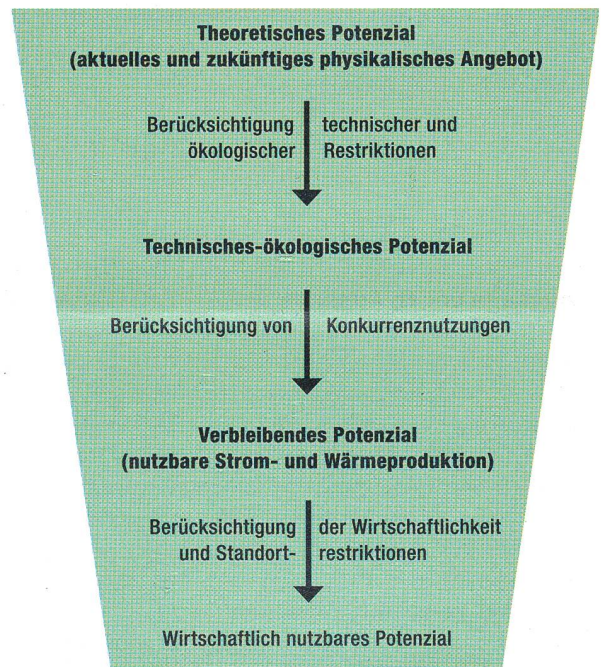 Theoretisches Potenzial
(aktuelles und zukünftiges physikalisches Angebot)
Berücksichtigung technischer und
ökologischer Restriktionen
Technisches-ökologisches Potenzial
Berücksichtigung von Konkurrenznutzungen
Verbleibendes Potenzial
(nutzbare Strom- und Wärmeproduktion)
Berücksichtigung der Wirtschaftlichkeit
und Standort- restriktionen
Wirtschaftlich nutzbares Potenzial